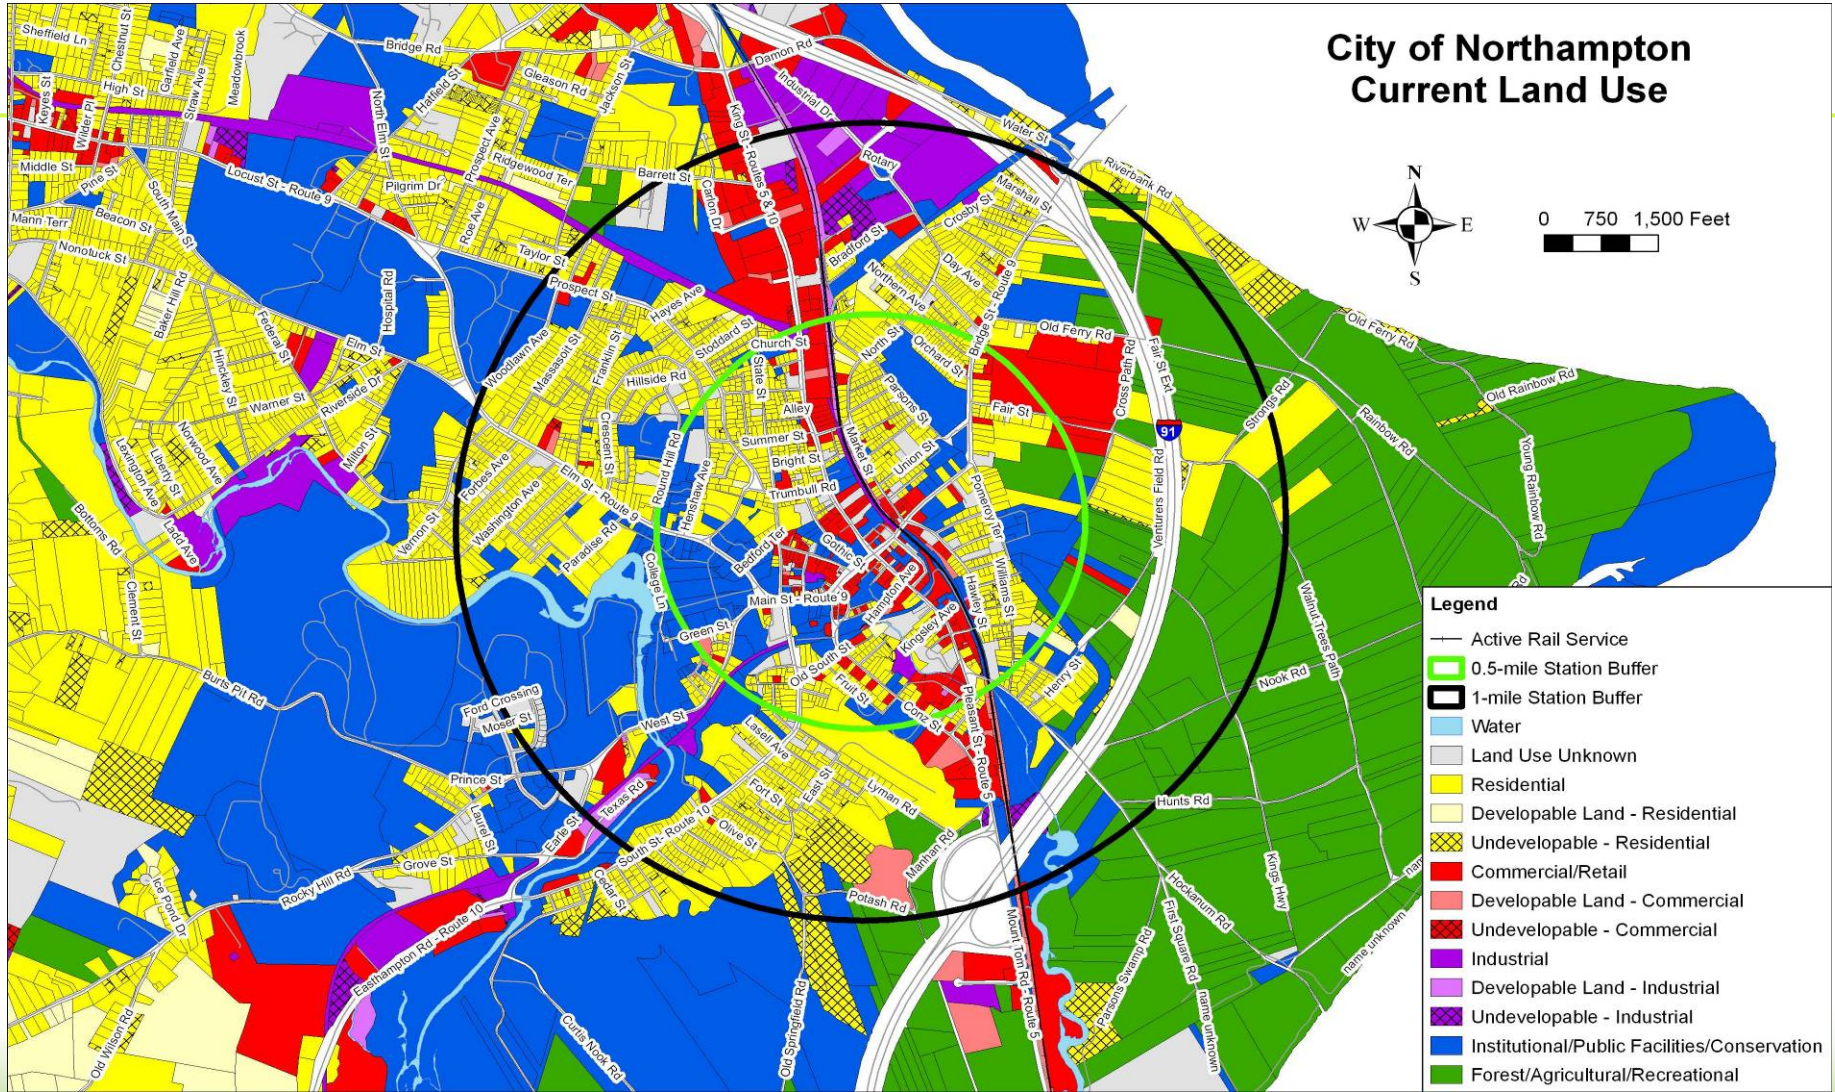 City of Northampton
Current Land Use
N
W
E
S
0 750 1,500 Feet
Sheffield Ln
Chestnut St
Garfield Ave
Meadowbrook
Bridge Rd
Damon Rd
Keyes St
High St
Wilder Pl
Straw Ave
North Elm St
Hatfield St
Gleason Rd
Jackson St
King St - Routes 5 & 10
Industrial Dr
Water St
Middle St
Pine St
Locust St - Route 9
Prospect Ave
Ridgewood Ter
Pilgrim Dr
Barrett St
Carlon Dr
Rotary
Riverbank Rd
Marshall St
Crosby St
Mann Terr
Beacon St
South Main St
Roe Ave
Nonotuck St
Taylor St
Bradford St
Day Ave
Northern Ave
Bridge St - Route 9
Baker Hill Rd
Hospital Rd
Prospect St
Hayes Ave
Federal St
Elm St
Woodlawn Ave
Massasoit St
Franklin St
Stoddard St
Church St
State St
North St
Orchard St
Old Ferry Rd
Old Ferry Rd
Cross Path Rd
Fair St Ext
Hinckley St
Warner St
Riverside Dr
Hillside Rd
Parsons St
Fair St
Strongs Rd
Old Rainbow Rd
Rainbow Rd
Young Rainbow Rd
91
Alley
Summer St
Bright St
Trumbull Rd
Market St
Union St
Crescent St
Round Hill Rd
Henshaw Ave
Lexington Ave
Liberty St
Norwood Ave
Milton St
Forbes Ave
Elm St - Route 9
Washington Ave
Pomeroy Ter
Venturers Field Rd
Bottoms Rd
Ladd Ave
Vernon St
Paradise Rd
Bedford Ter
Gothic St
College Ln
Main St - Route 9
Hampton Ave
Hawley St
Williams St
Walnut-Trees Path
Clement St
Green St
Kingsley Ave
Old South St
Fruit St
Henry St
Nook Rd
Burts Pit Rd
Ford Crossing
Moser St
West St
Conz St
Pleasant St - Route 5
Lasell Ave
Prince St
Texas Rd
Fort St
East St
Lyman Rd
Hunts Rd
Laurel St
Earle St
South St - Route 10
Olive St
Manhan Rd
Grove St
Rocky Hill Rd
Ice Pond Dr
Cedar St
Potash Rd
Kings Hwy
Hockanum Rd
First Square Rd
Easthampton Rd - Route 10
Mount Tom Rd - Route 5
Parsons Swamp Rd
name unknown
name unknown
Old Wilson Rd
Curtis Nook Rd
Old Springfield Rd
Rd
nam
Legend
Active Rail Service
0.5-mile Station Buffer
1-mile Station Buffer
Water
Land Use Unknown
Residential
Developable Land - Residential
Undevelopable - Residential
Commercial/Retail
Developable Land - Commercial
Undevelopable - Commercial
Industrial
Developable Land - Industrial
Undevelopable - Industrial
Institutional/Public Facilities/Conservation
Forest/Agricultural/Recreational